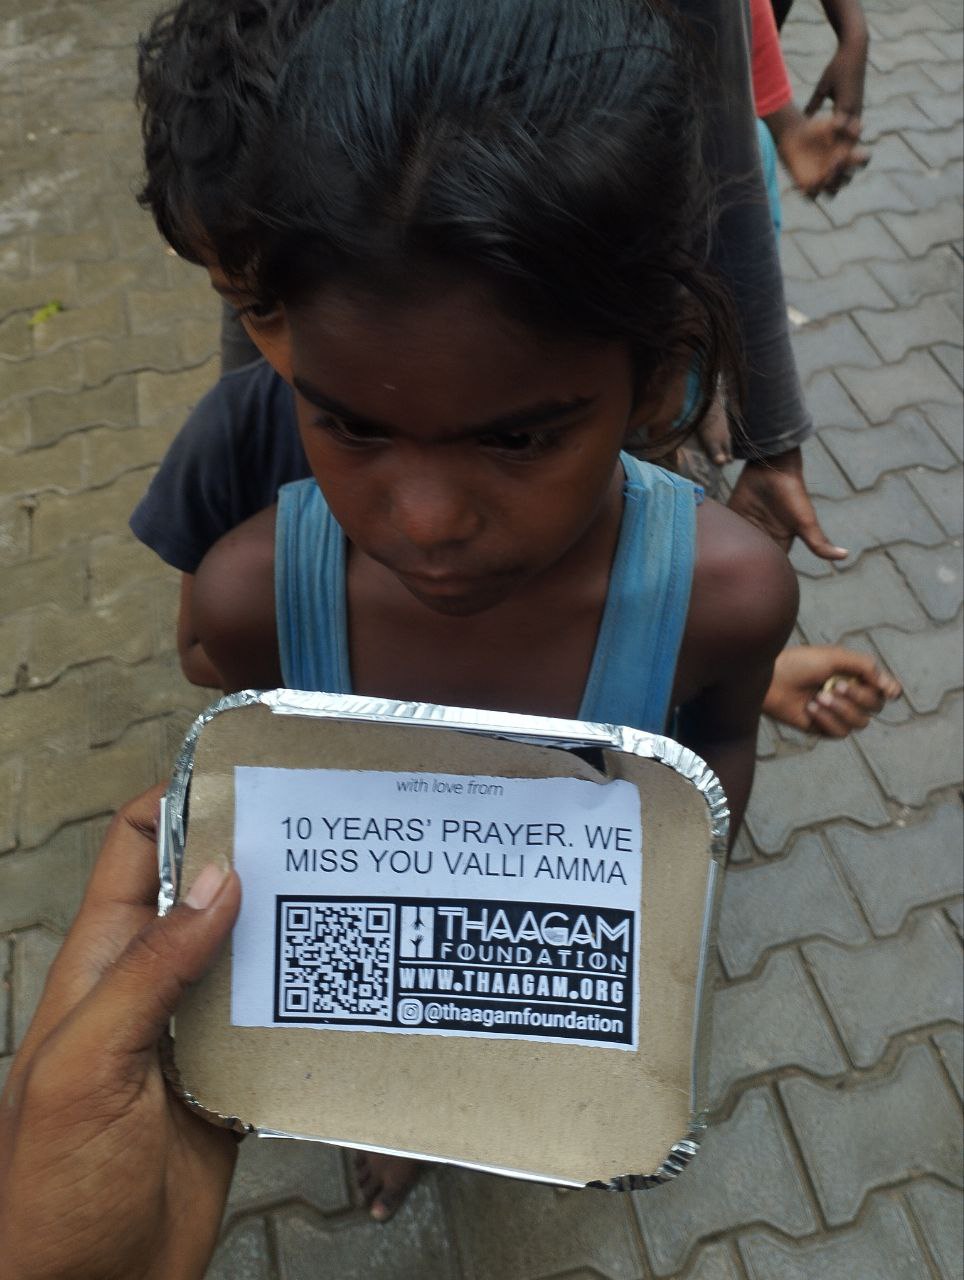 with love from
10 YEARS' PRAYER. WE
MISS YOU VALLI AMMA
THAAGAM
FOUNDATION
WWW.THAAGAM.ORG
@thaagamfoundation